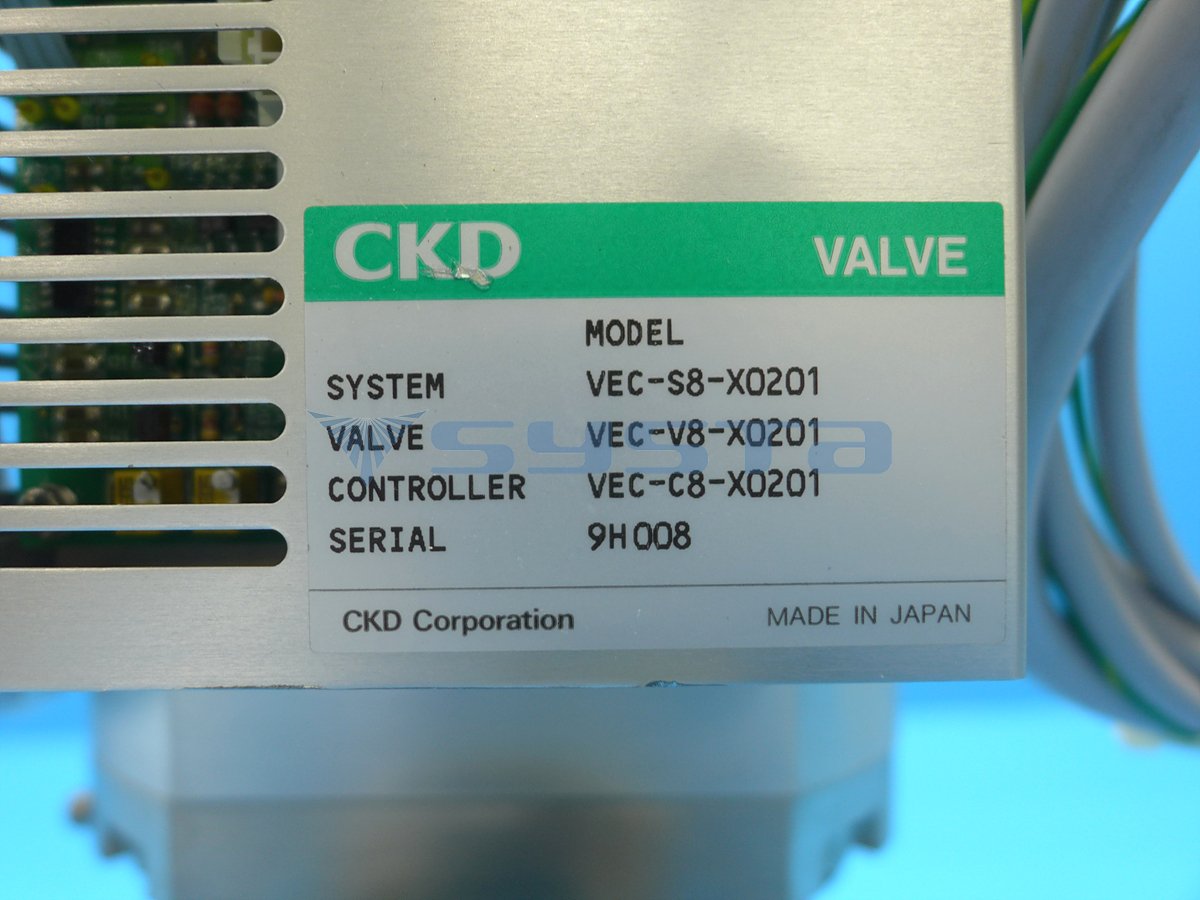 CKD VALVE
MODEL
SYSTEM VEC-S8-X0201
VALVE VEC-V8-X0201
systa
CONTROLLER VEC-C8-X0201
SERIAL 9H008
CKD Corporation MADE IN JAPAN